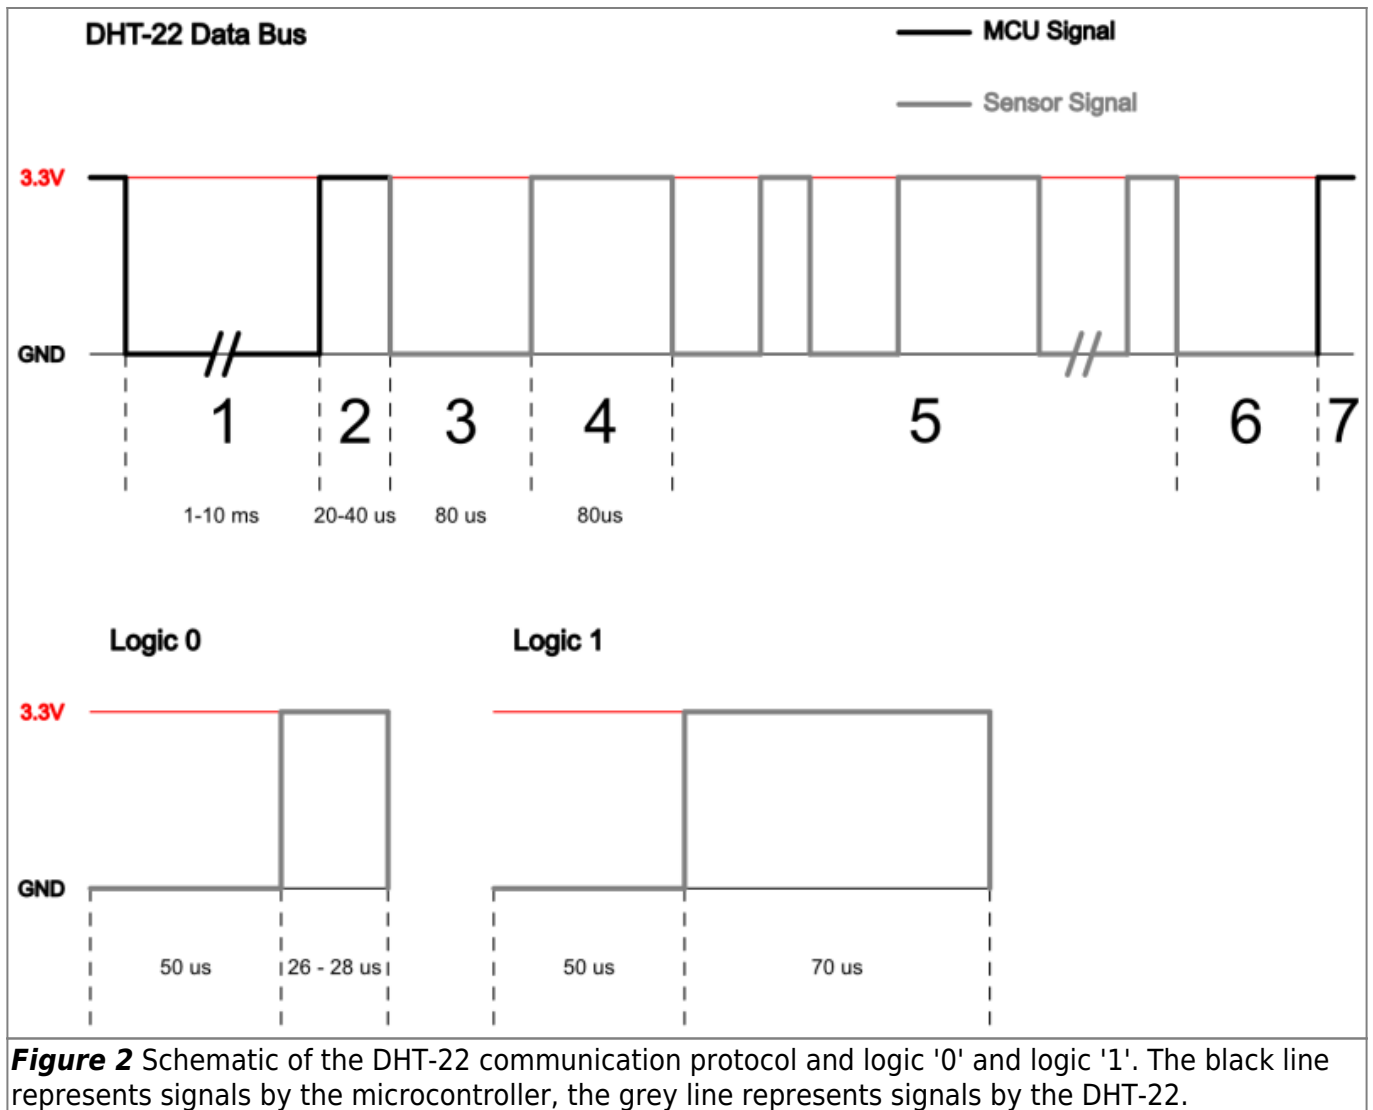 DHT-22 Data Bus
MCU Signal
Sensor Signal
3.3V
GND
1 2 3 4 5 6 7
1-10 ms 20-40 us 80 us 80us
Logic 0 Logic 1
3.3V
GND
50 us 26 - 28 us 50 us 70 us
Figure 2 Schematic of the DHT-22 communication protocol and logic '0' and logic '1'. The black line
represents signals by the microcontroller, the grey line represents signals by the DHT-22.